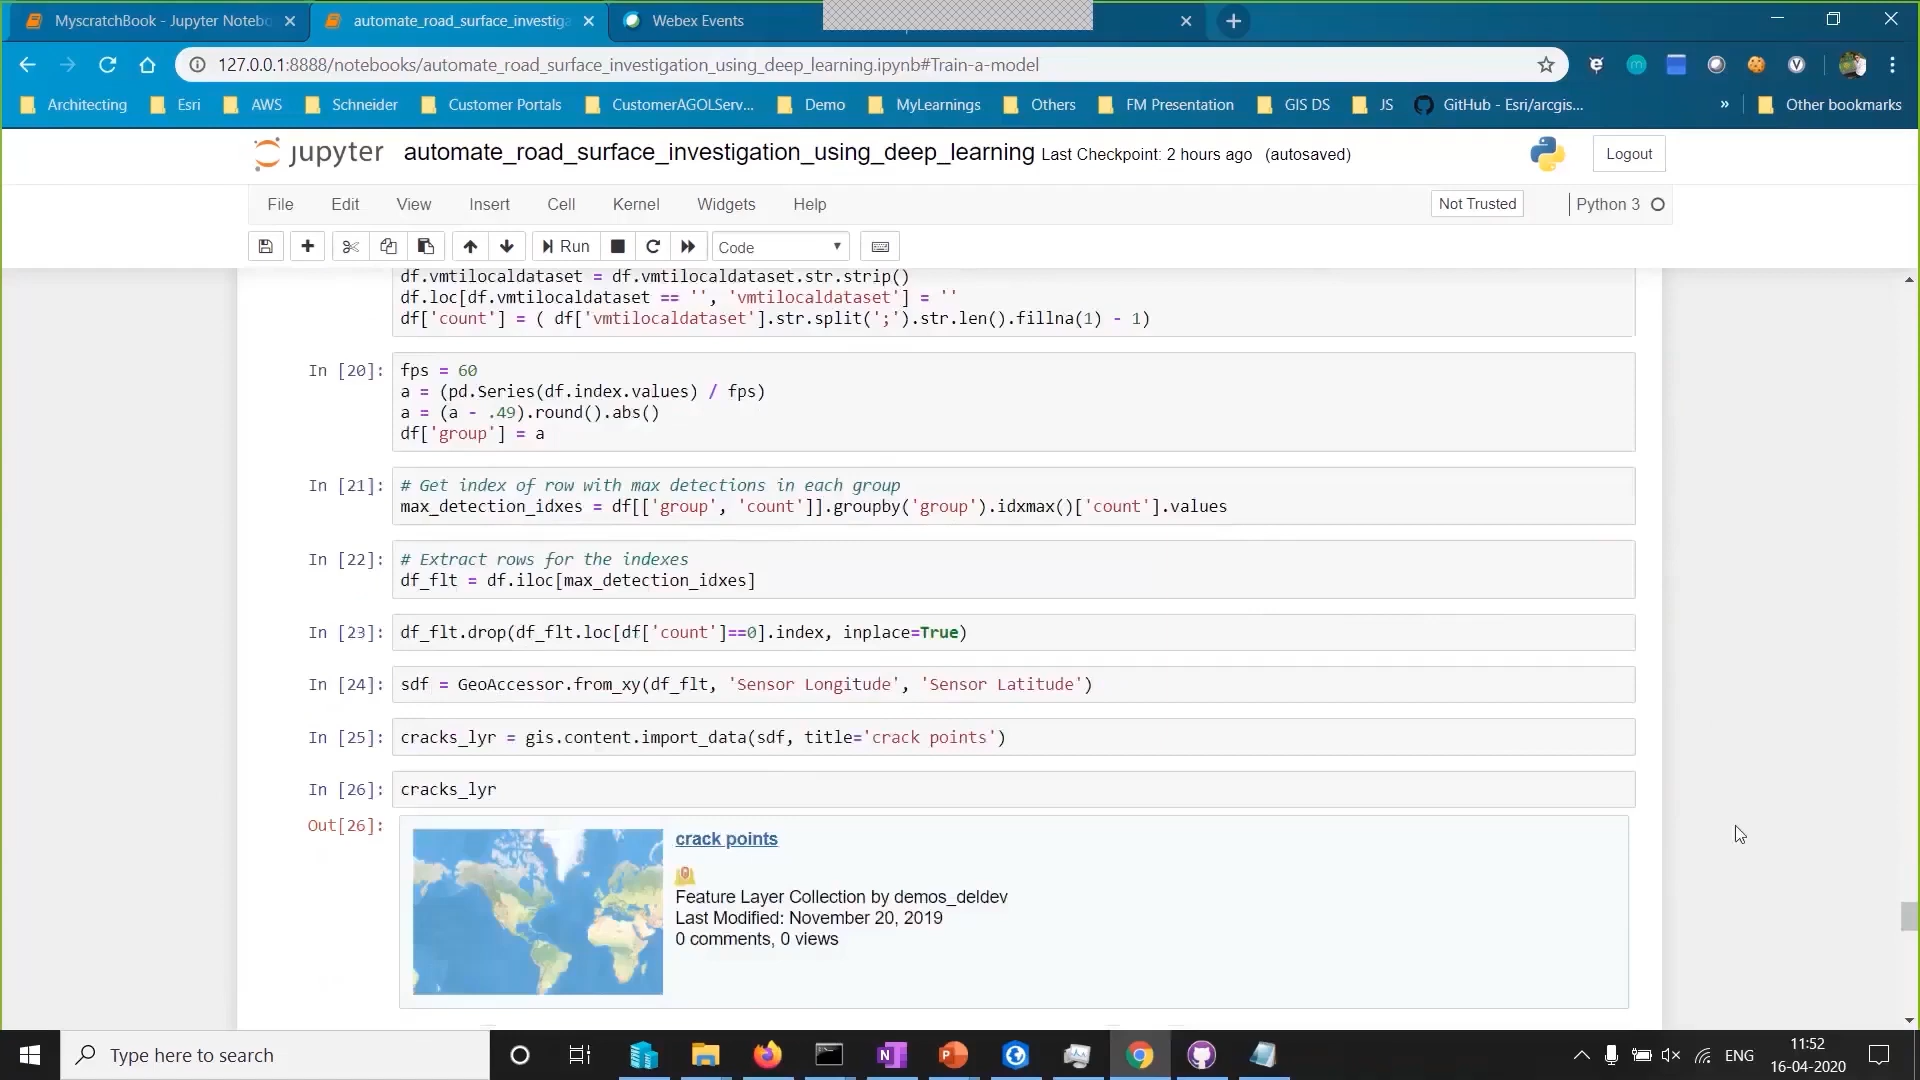 MyscratchBook - Jupyter Notebo
automate_road_surface_investiga
Webex Events
127.0.0.1:8888/notebooks/automate_road_surface_investigation_using_deep_learning.ipynb#Train-a-model
Architecting Esri AWS Schneider Customer Portals CustomerAGOLServ... Demo MyLearnings Others FM Presentation GIS DS JS GitHub - Esri/arcgis... » Other bookmarks
jupyter automate_road_surface_investigation_using_deep_learning Last Checkpoint: 2 hours ago (autosaved) Logout
File Edit View Insert Cell Kernel Widgets Help Not Trusted Python 3
Run Code
df.vmtilocaldataset = df.vmtilocaldataset.str.strip()
df.loc[df.vmtilocaldataset == '', 'vmtilocaldataset'] = ''
df['count'] = ( df['vmtilocaldataset'].str.split(';').str.len().fillna(1) - 1)
In [20]: fps = 60
a = (pd.Series(df.index.values) / fps)
a = (a - .49).round().abs()
df['group'] = a
In [21]: # Get index of row with max detections in each group
max_detection_idxes = df[['group', 'count']].groupby('group').idxmax()['count'].values
In [22]: # Extract rows for the indexes
df_flt = df.iloc[max_detection_idxes]
In [23]: df_flt.drop(df_flt.loc[df['count']==0].index, inplace=True)
In [24]: sdf = GeoAccessor.from_xy(df_flt, 'Sensor Longitude', 'Sensor Latitude')
In [25]: cracks_lyr = gis.content.import_data(sdf, title='crack points')
In [26]: cracks_lyr
Out[26]: crack points
Feature Layer Collection by demos_deldev
Last Modified: November 20, 2019
0 comments, 0 views
Type here to search
ENG
11:52
16-04-2020